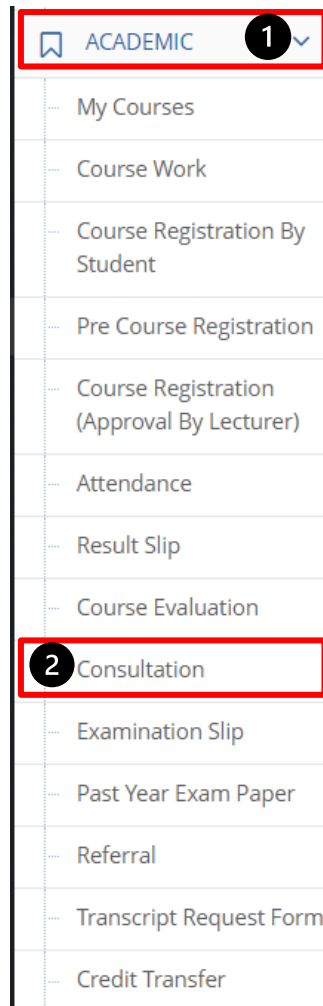 ACADEMIC 1
My Courses
Course Work
Course Registration By
Student
Pre Course Registration
Course Registration
(Approval By Lecturer)
Attendance
Result Slip
Course Evaluation
2 Consultation
Examination Slip
Past Year Exam Paper
Referral
Transcript Request Form
Credit Transfer